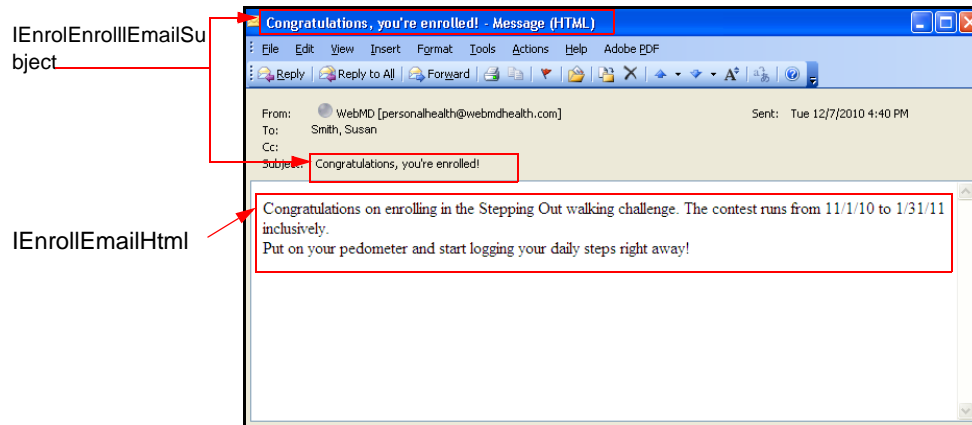 IEnrolEnrolllEmailSu
bject
IEnrollEmailHtml
Congratulations, you're enrolled! - Message (HTML)
File Edit View Insert Format Tools Actions Help Adobe PDF
Reply Reply to All Forward
From: WebMD [personalhealth@webmdhealth.com] Sent: Tue 12/7/2010 4:40 PM
To: Smith, Susan
Cc:
Subject: Congratulations, you're enrolled!
Congratulations on enrolling in the Stepping Out walking challenge. The contest runs from 11/1/10 to 1/31/11
inclusively.
Put on your pedometer and start logging your daily steps right away!